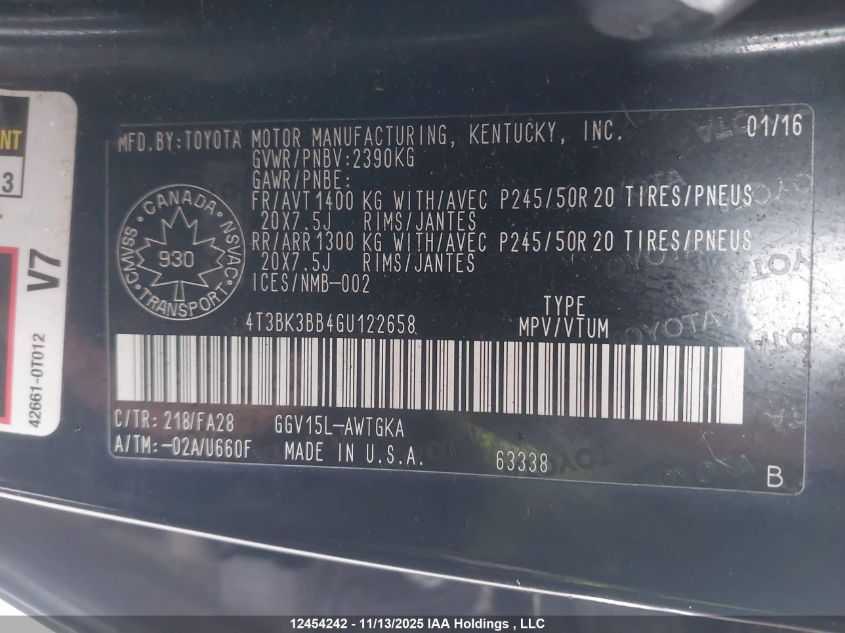 MFD.BY:TOYOTA MOTOR MANUFACTURING, KENTUCKY, INC. 01/16
GVWR/PNBV:2390KG
GAWR/PNBE:
FR/AVT1400 KG WITH/AVEC P245/50R20 TIRES/PNEUS
20X7.5J RIMS/JANTES
RR/ARR1300 KG WITH/AVEC P245/50R20 TIRES/PNEUS
20X7.5J RIMS/JANTES
ICES/NMB-002
CANADA
CMVSS
NSVAC
930
TRANSPORT
4T3BK3BB4GU122658
TYPE
MPV/VTUM
C/TR: 218/FA28 GGV15L-AWTGKA
A/TM:-02A/U660F MADE IN U.S.A. 63338
B
3
V7
42661-0T012
12454242 - 11/13/2025 IAA Holdings , LLC